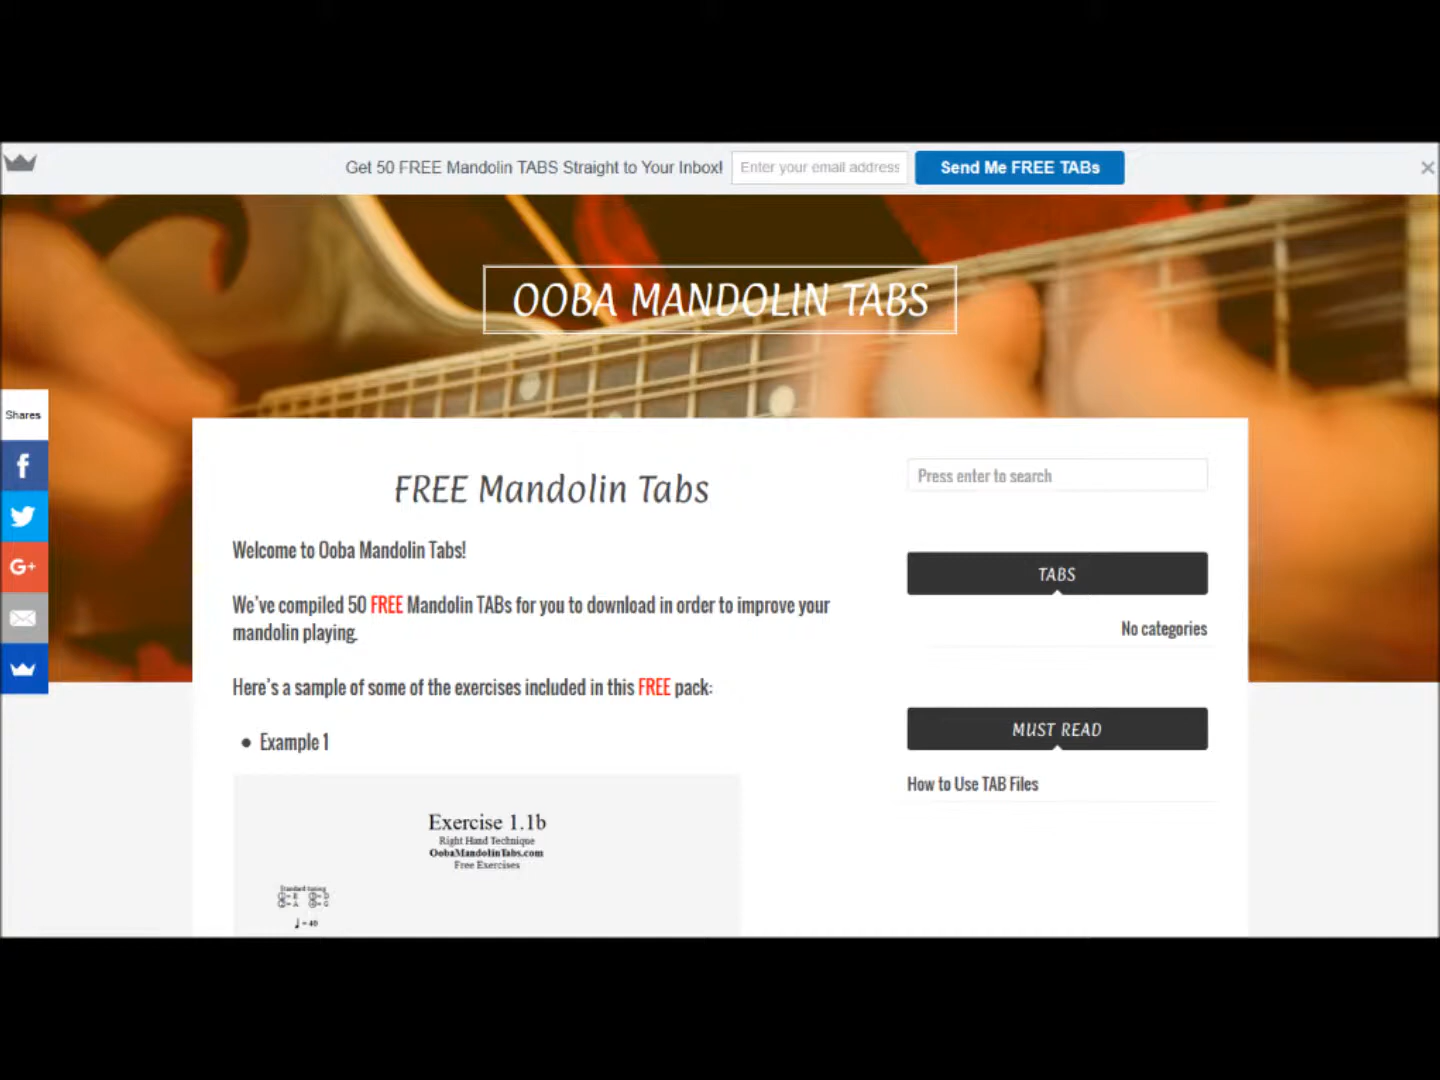 Get 50 FREE Mandolin TABS Straight to Your Inbox!
Enter your email address
Send Me FREE TABs
OOBA MANDOLIN TABS
Shares
FREE Mandolin Tabs
Press enter to search
Welcome to Ooba Mandolin Tabs!
TABS
We've compiled 50 FREE Mandolin TABs for you to download in order to improve your
mandolin playing.
No categories
Here's a sample of some of the exercises included in this FREE pack:
MUST READ
• Example 1
How to Use TAB Files
Exercise 1.1b
Right Hand Technique
OobaMandolinTabs.com
Free Exercises
Standard tuning
♩ = 40